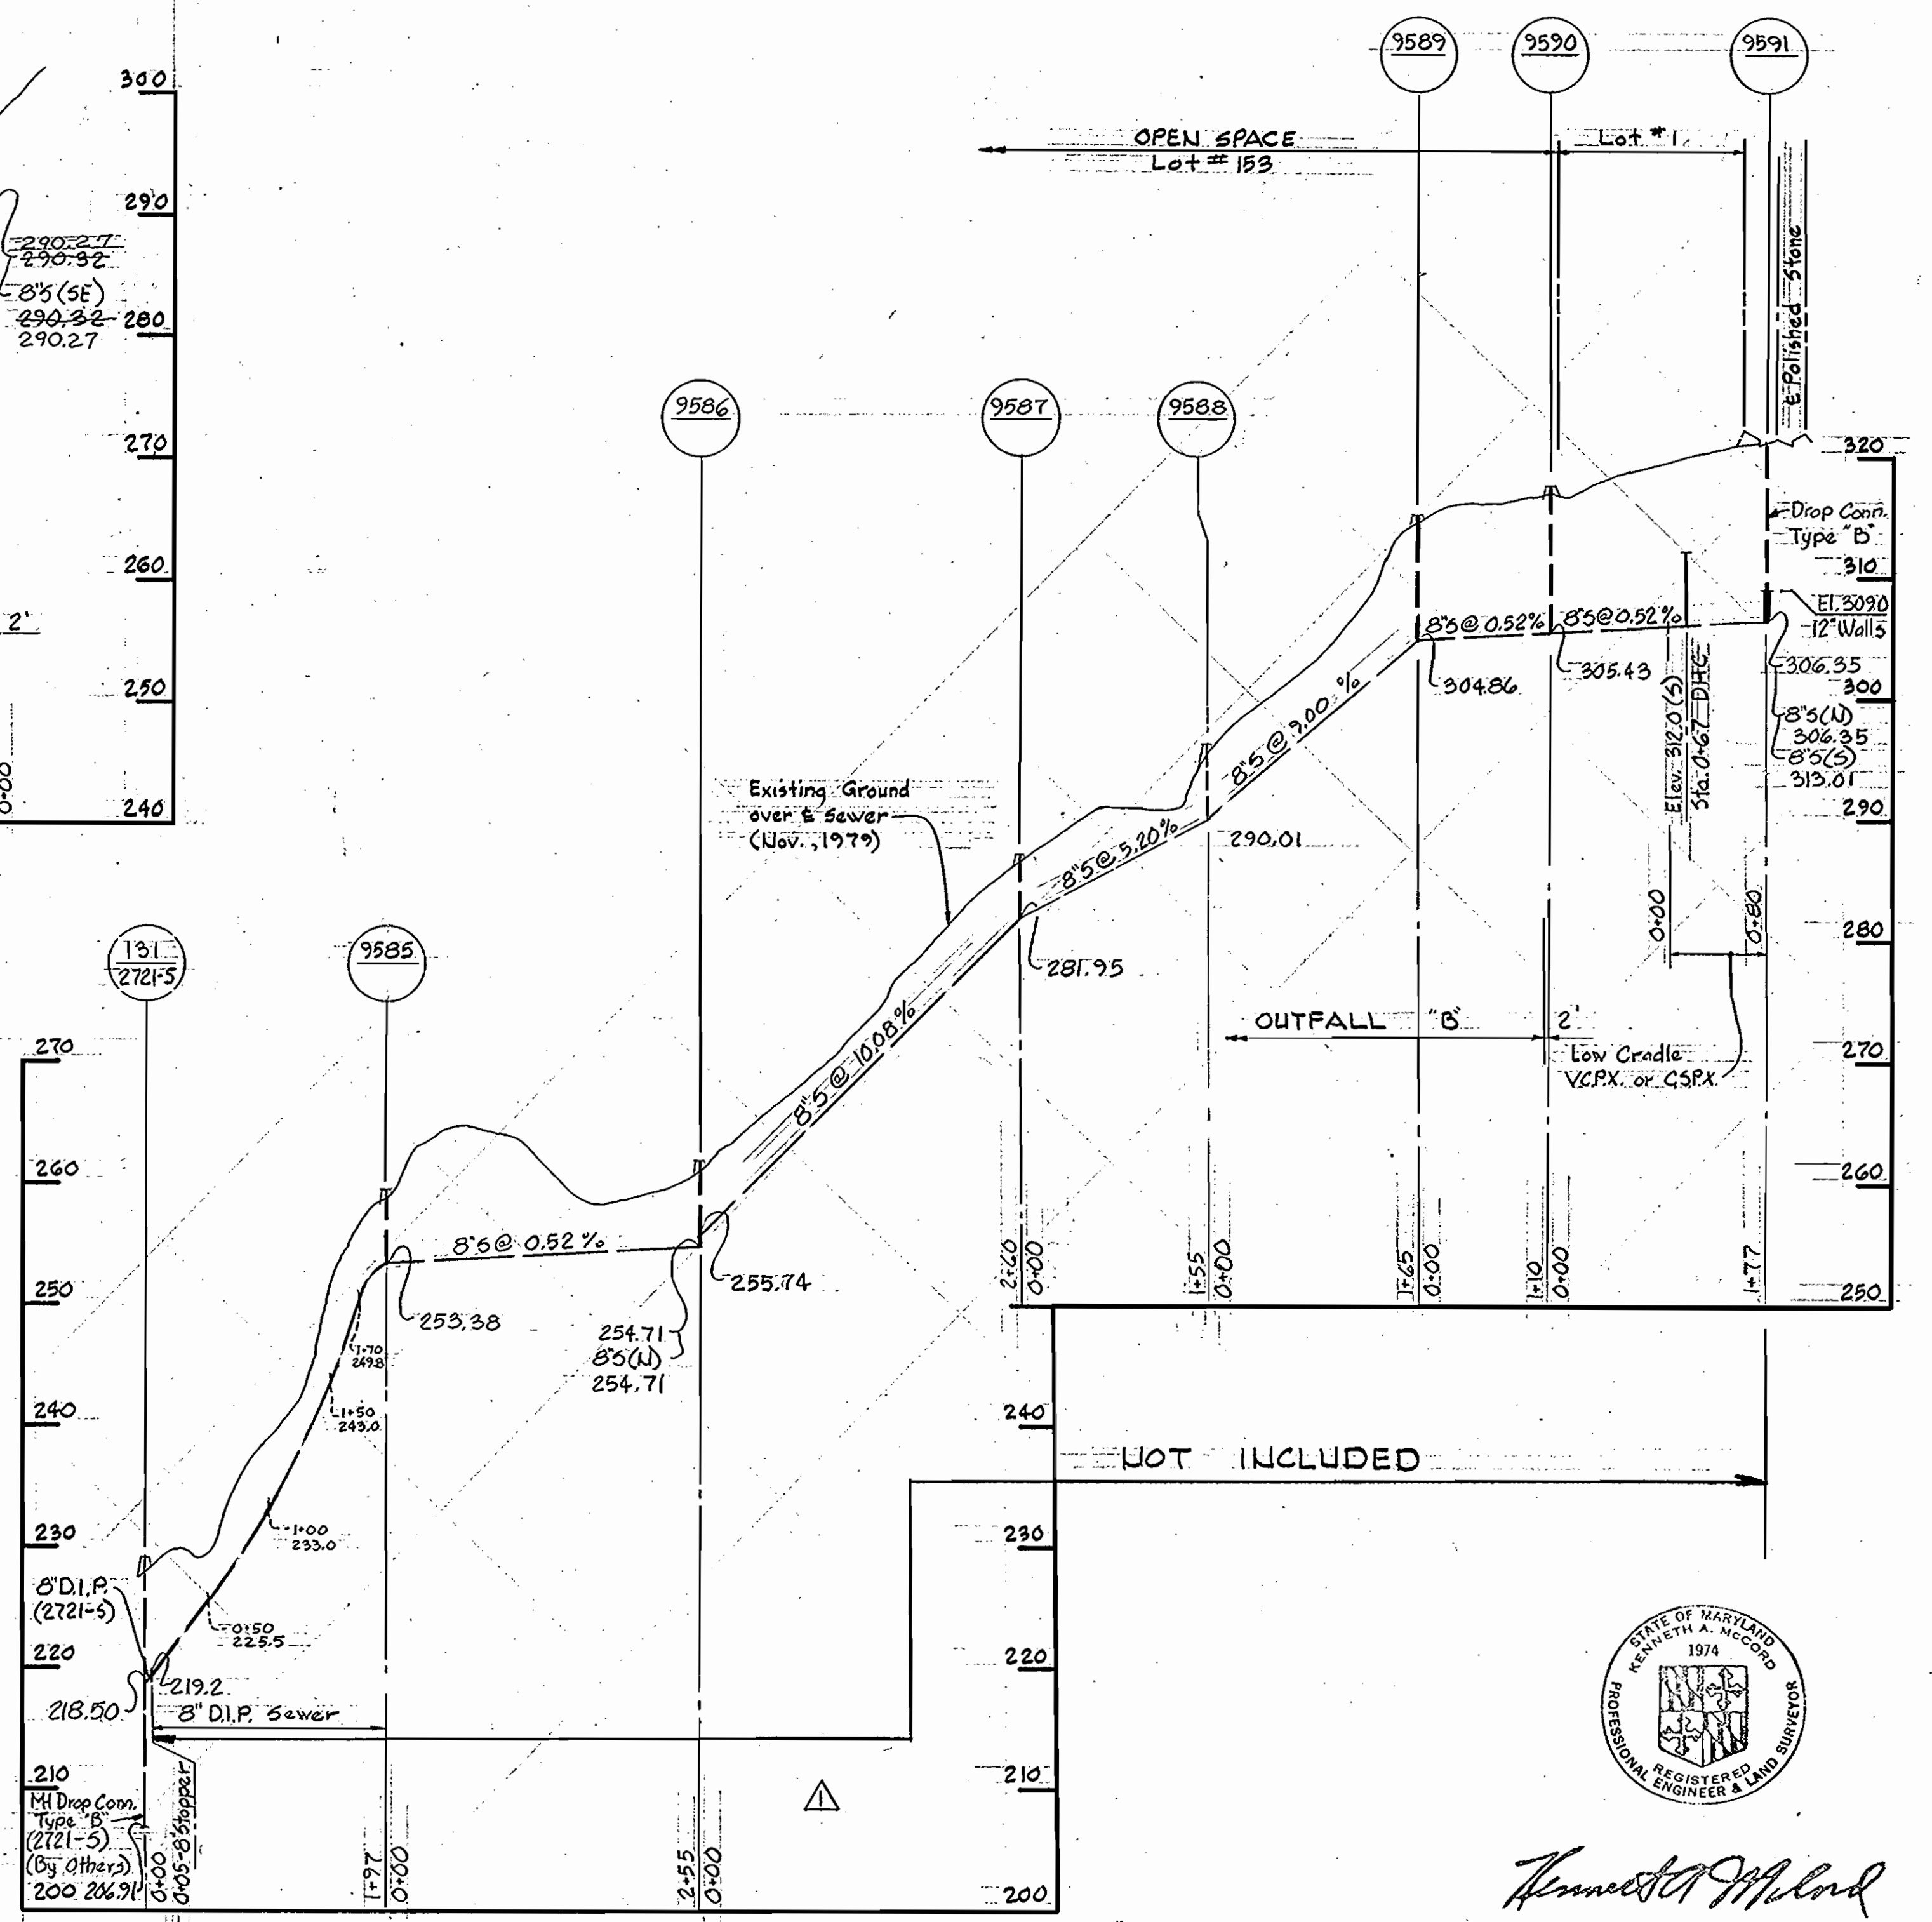 300
290
280
270
260
250
240
290.27
290.32
8"S (SE)
290.32
290.27
2'
0+00
9589
9590
9591
OPEN SPACE
Lot # 153
Lot #1
℄ Polished Stone
9586
9587
9588
320
310
300
290
280
270
260
250
Drop Conn.
Type "B"
El. 309.0
12" Walls
306.35
8"S(N)
306.35
8"S(S)
313.01
8"S @ 0.52%
8"S @ 0.52%
304.86
305.43
Elev. 312.0 (S)
Sta. 0+67 DHC
8"S @ 9.00 %
Existing Ground
over ℄ Sewer
(Nov., 1979)
8"S @ 5.20%
290.01
281.95
0+00
0+80
OUTFALL "B"
2'
Low Cradle
V.C.P.X. or C.S.P.X.
131
2721-S
9585
8"S @ 10.08%
8"S @ 0.52 %
255.74
253.38
254.71
8"S(N)
254.71
2+60
0+00
1+55
0+00
1+65
0+00
1+10
0+00
1+77
270
260
250
240
230
220
210
200
1+70
249.8
1+50
243.0
1+00
233.0
0+50
225.5
8" D.I.P.
(2721-S)
219.2
218.50
8" D.I.P. Sewer
NOT INCLUDED
240
230
220
210
200
MH Drop Conn.
Type "B"
(2721-S)
(By Others)
206.91
0+00
0+05-8" Stopper
1+97
0+00
2+55
0+00
1
STATE OF MARYLAND
KENNETH A. McCORD
1974
REGISTERED
PROFESSIONAL ENGINEER & LAND SURVEYOR
Kenneth A McCord